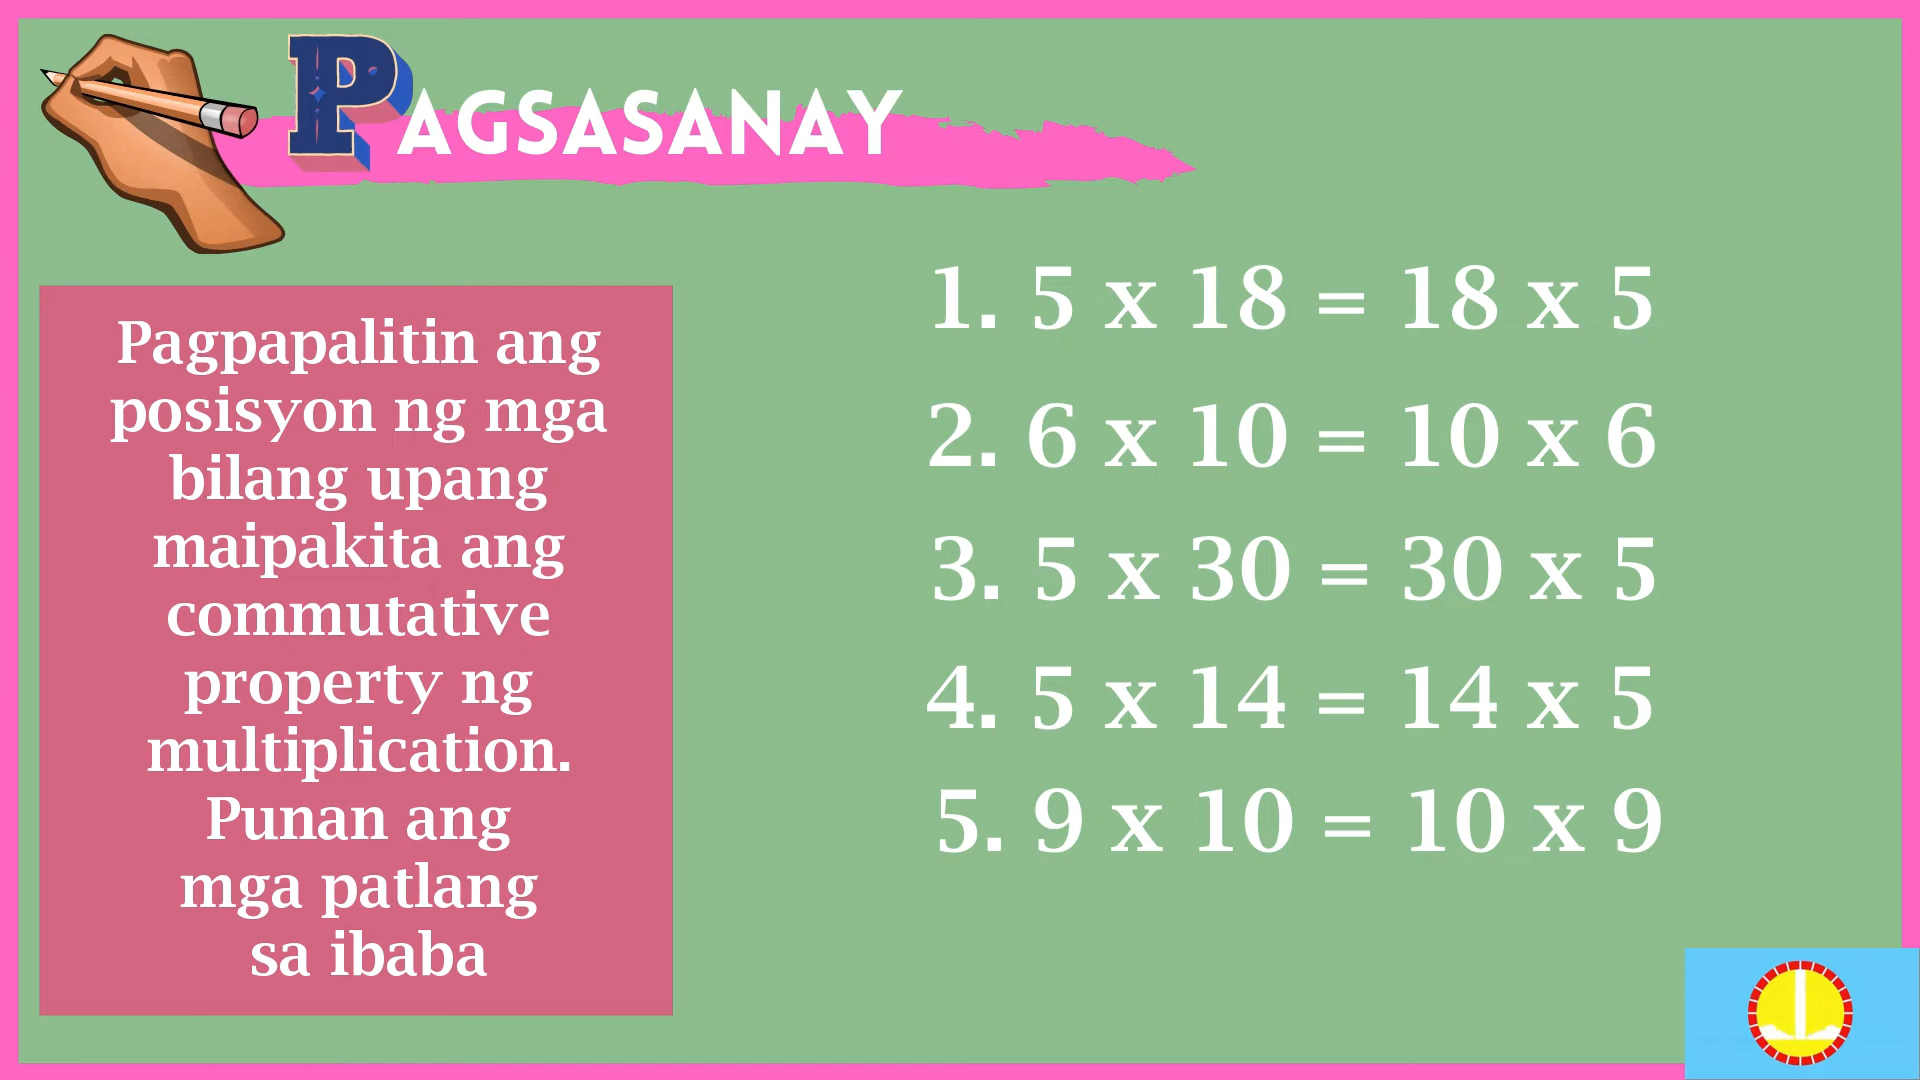 PAGSASANAY
Pagpapalitin ang
posisyon ng mga
bilang upang
maipakita ang
commutative
property ng
multiplication.
Punan ang
mga patlang
sa ibaba
1. 5 x 18 = 18 x 5
2. 6 x 10 = 10 x 6
3. 5 x 30 = 30 x 5
4. 5 x 14 = 14 x 5
5. 9 x 10 = 10 x 9